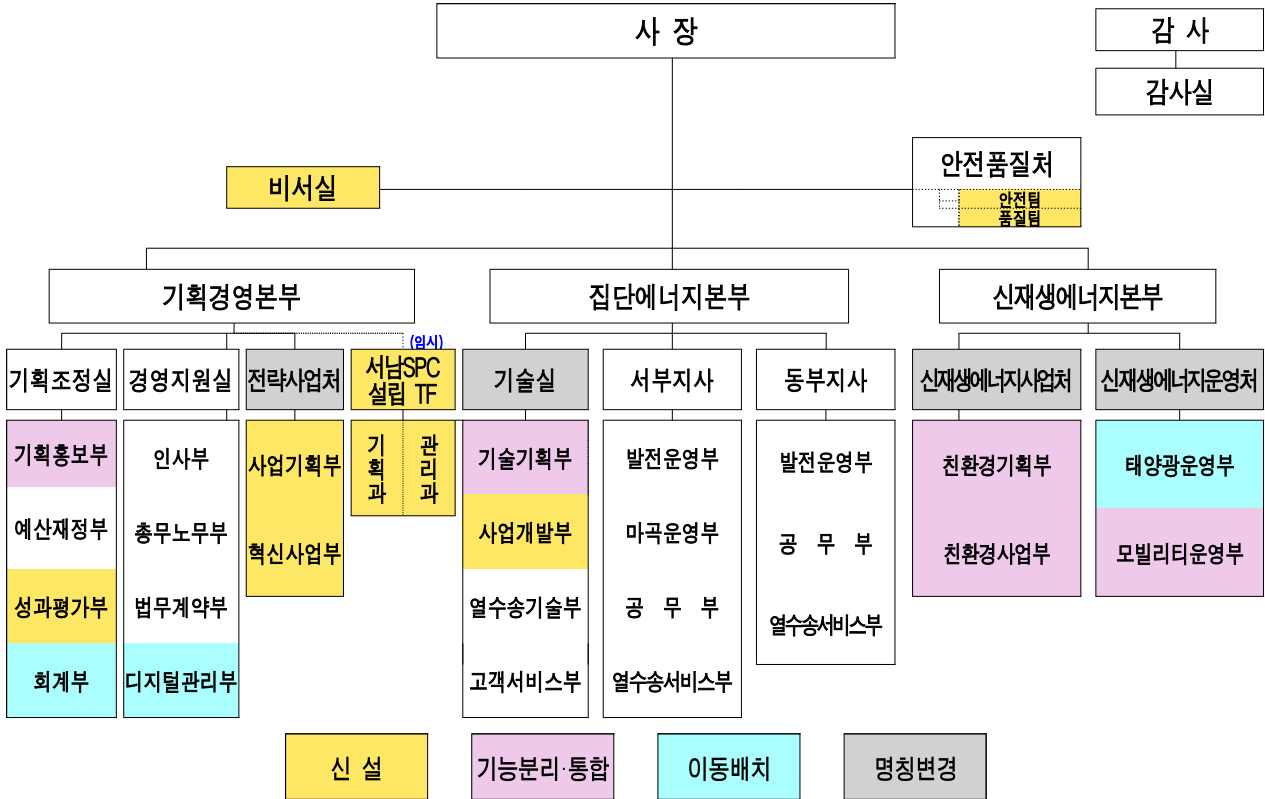 사 장
감 사
감사실
비서실
안전품질처
안전팀
품질팀
기획경영본부
집단에너지본부
신재생에너지본부
기획조정실
경영지원실
전략사업처
(임시)
서남SPC
설립 TF
기술실
서부지사
동부지사
신재생에너지사업처
신재생에너지운영처
기획홍보부
예산재정부
성과평가부
회계부
인사부
총무노무부
법무계약부
디지털관리부
사업기획부
혁신사업부
기획과
관리과
기술기획부
사업개발부
열수송기술부
고객서비스부
발전운영부
마곡운영부
공 무 부
열수송서비스부
발전운영부
공 무 부
열수송서비스부
친환경기획부
친환경사업부
태양광운영부
모빌리티운영부
신 설
기능분리·통합
이동배치
명칭변경